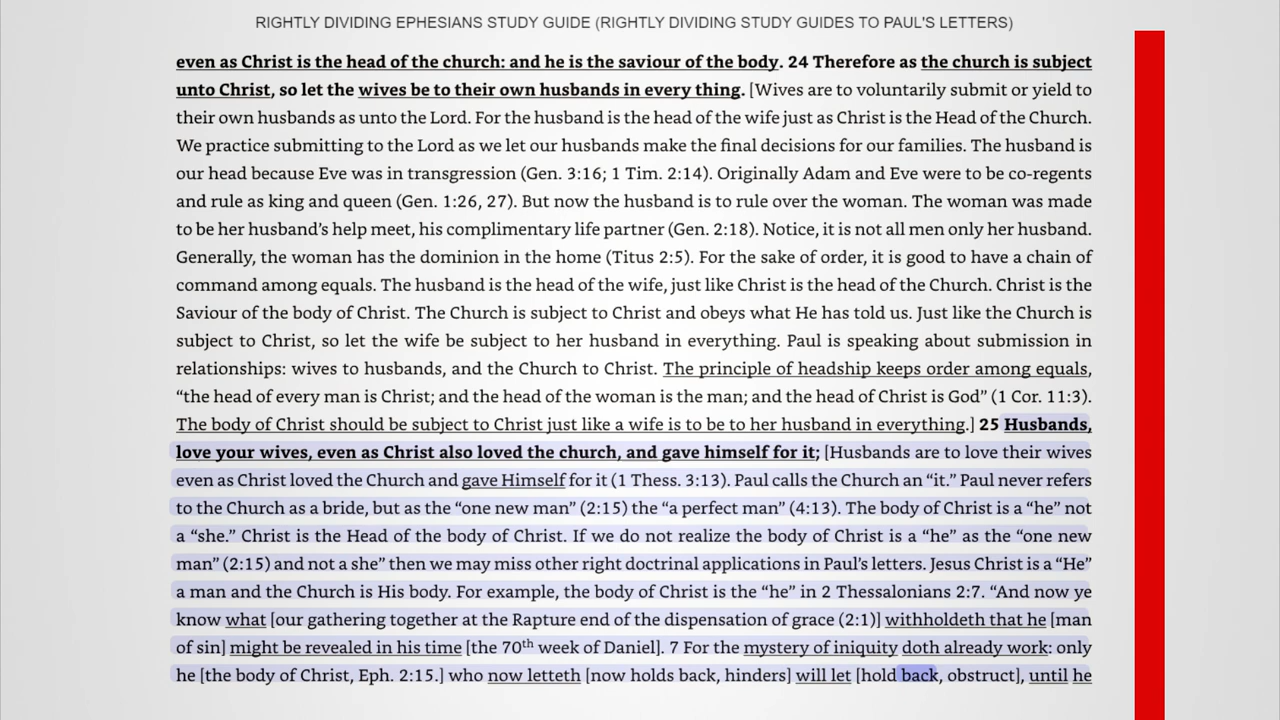 RIGHTLY DIVIDING EPHESIANS STUDY GUIDE (RIGHTLY DIVIDING STUDY GUIDES TO PAUL'S LETTERS)
even as Christ is the head of the church: and he is the saviour of the body. 24 Therefore as the church is subject
unto Christ, so let the wives be to their own husbands in every thing. [Wives are to voluntarily submit or yield to
their own husbands as unto the Lord. For the husband is the head of the wife just as Christ is the Head of the Church.
We practice submitting to the Lord as we let our husbands make the final decisions for our families. The husband is
our head because Eve was in transgression (Gen. 3:16; 1 Tim. 2:14). Originally Adam and Eve were to be co-regents
and rule as king and queen (Gen. 1:26, 27). But now the husband is to rule over the woman. The woman was made
to be her husband’s help meet, his complimentary life partner (Gen. 2:18). Notice, it is not all men only her husband.
Generally, the woman has the dominion in the home (Titus 2:5). For the sake of order, it is good to have a chain of
command among equals. The husband is the head of the wife, just like Christ is the head of the Church. Christ is the
Saviour of the body of Christ. The Church is subject to Christ and obeys what He has told us. Just like the Church is
subject to Christ, so let the wife be subject to her husband in everything. Paul is speaking about submission in
relationships: wives to husbands, and the Church to Christ. The principle of headship keeps order among equals,
“the head of every man is Christ; and the head of the woman is the man; and the head of Christ is God” (1 Cor. 11:3).
The body of Christ should be subject to Christ just like a wife is to be to her husband in everything.] 25 Husbands,
love your wives, even as Christ also loved the church, and gave himself for it; [Husbands are to love their wives
even as Christ loved the Church and gave Himself for it (1 Thess. 3:13). Paul calls the Church an “it.” Paul never refers
to the Church as a bride, but as the “one new man” (2:15) the “a perfect man” (4:13). The body of Christ is a “he” not
a “she.” Christ is the Head of the body of Christ. If we do not realize the body of Christ is a “he” as the “one new
man” (2:15) and not a she” then we may miss other right doctrinal applications in Paul’s letters. Jesus Christ is a “He”
a man and the Church is His body. For example, the body of Christ is the “he” in 2 Thessalonians 2:7. “And now ye
know what [our gathering together at the Rapture end of the dispensation of grace (2:1)] withholdeth that he [man
of sin] might be revealed in his time [the 70th week of Daniel]. 7 For the mystery of iniquity doth already work: only
he [the body of Christ, Eph. 2:15.] who now letteth [now holds back, hinders] will let [hold back, obstruct], until he